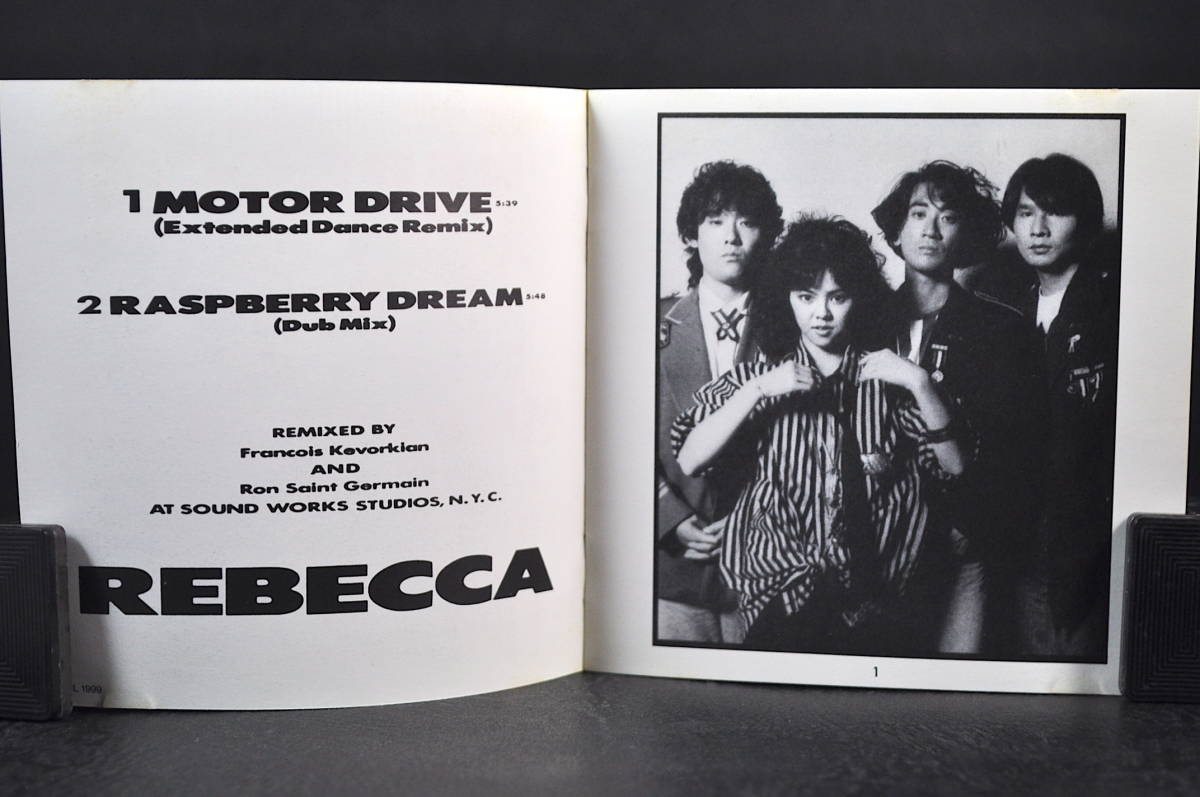 1 MOTOR DRIVE 5:39
(Extended Dance Remix)
2 RASPBERRY DREAM 5:48
(Dub Mix)
REMIXED BY
Francois Kevorkian
AND
Ron Saint Germain
AT SOUND WORKS STUDIOS, N.Y.C.
REBECCA
L 1999
1